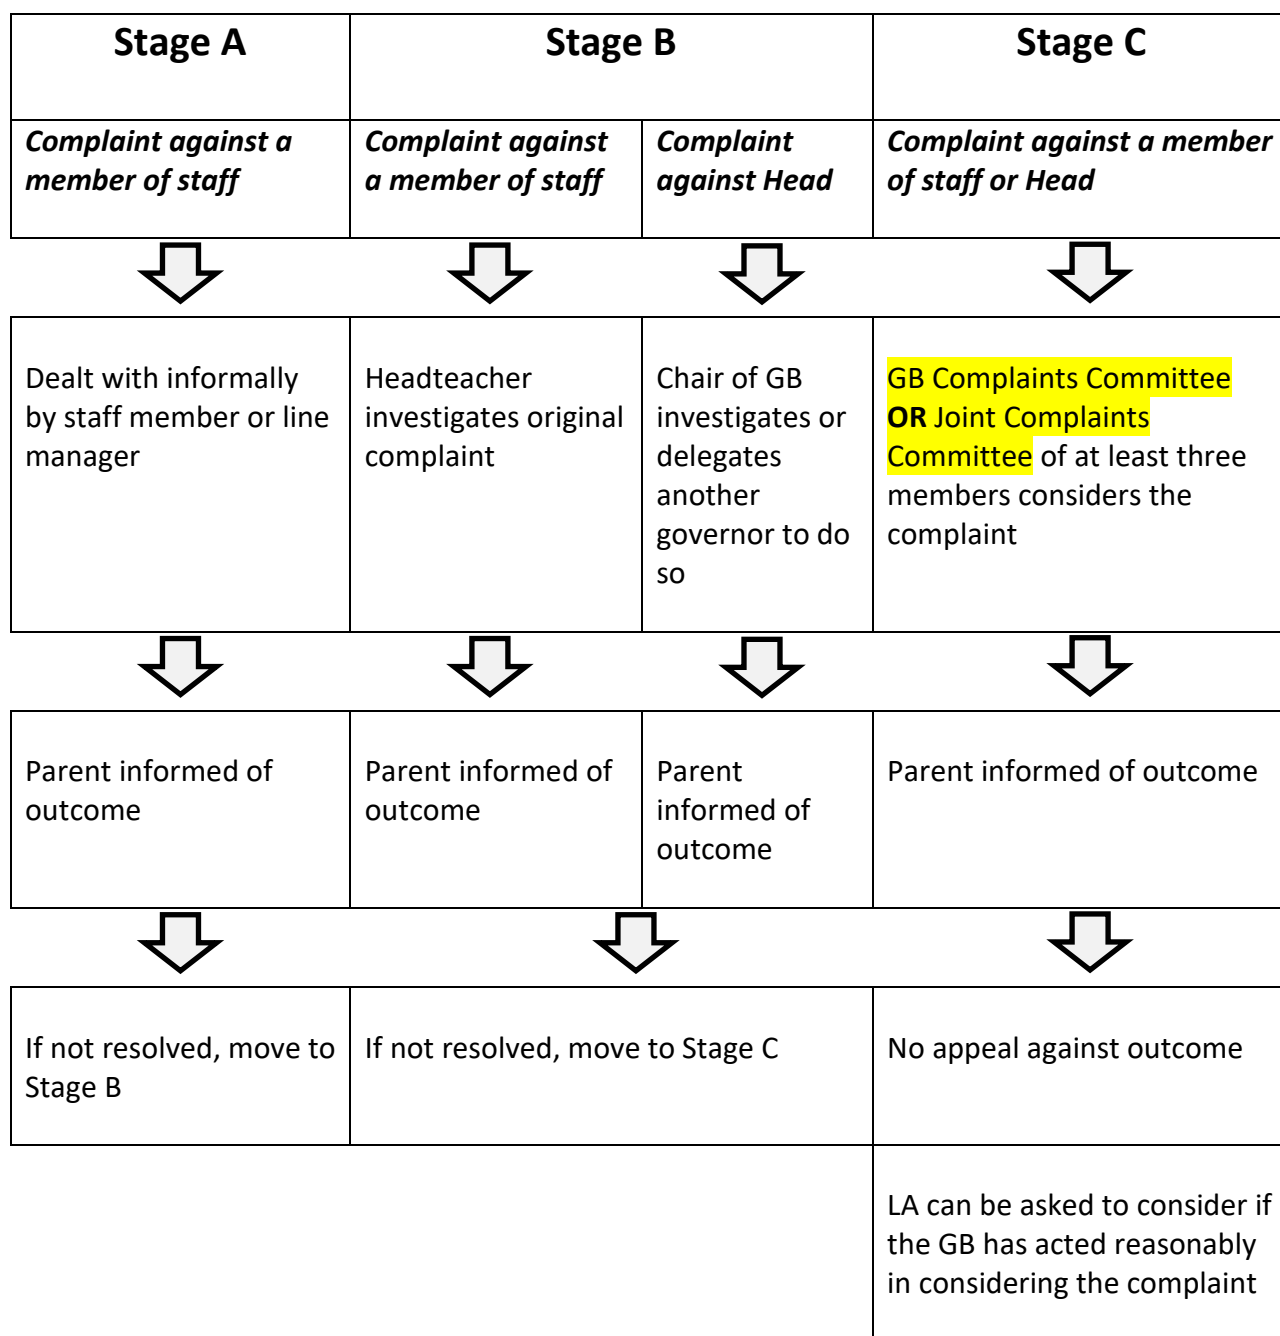 Stage A
Stage B
Stage C
Complaint against a
member of staff
Complaint against
a member of staff
Complaint
against Head
Complaint against a member
of staff or Head
Dealt with informally
by staff member or line
manager
Headteacher
investigates original
complaint
Chair of GB
investigates or
delegates
another
governor to do
so
GB Complaints Committee
OR Joint Complaints
Committee of at least three
members considers the
complaint
Parent informed of
outcome
Parent informed of
outcome
Parent
informed of
outcome
Parent informed of outcome
If not resolved, move to
Stage B
If not resolved, move to Stage C
No appeal against outcome
LA can be asked to consider if
the GB has acted reasonably
in considering the complaint